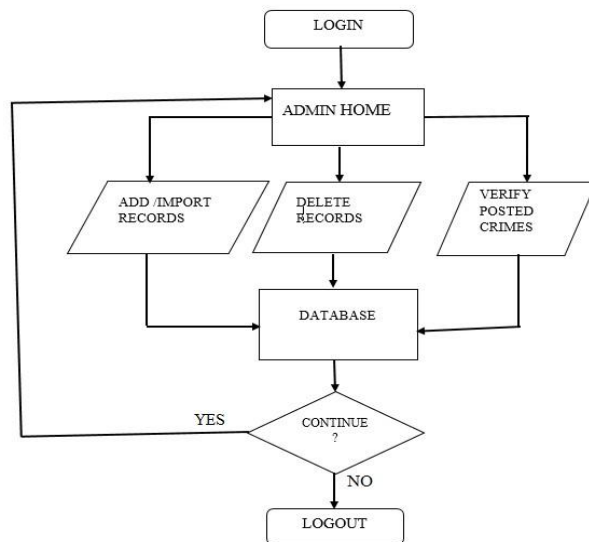 LOGIN
ADMIN HOME
ADD /IMPORT
RECORDS
DELETE
RECORDS
VERIFY
POSTED
CRIMES
DATABASE
YES
CONTINUE
?
NO
LOGOUT